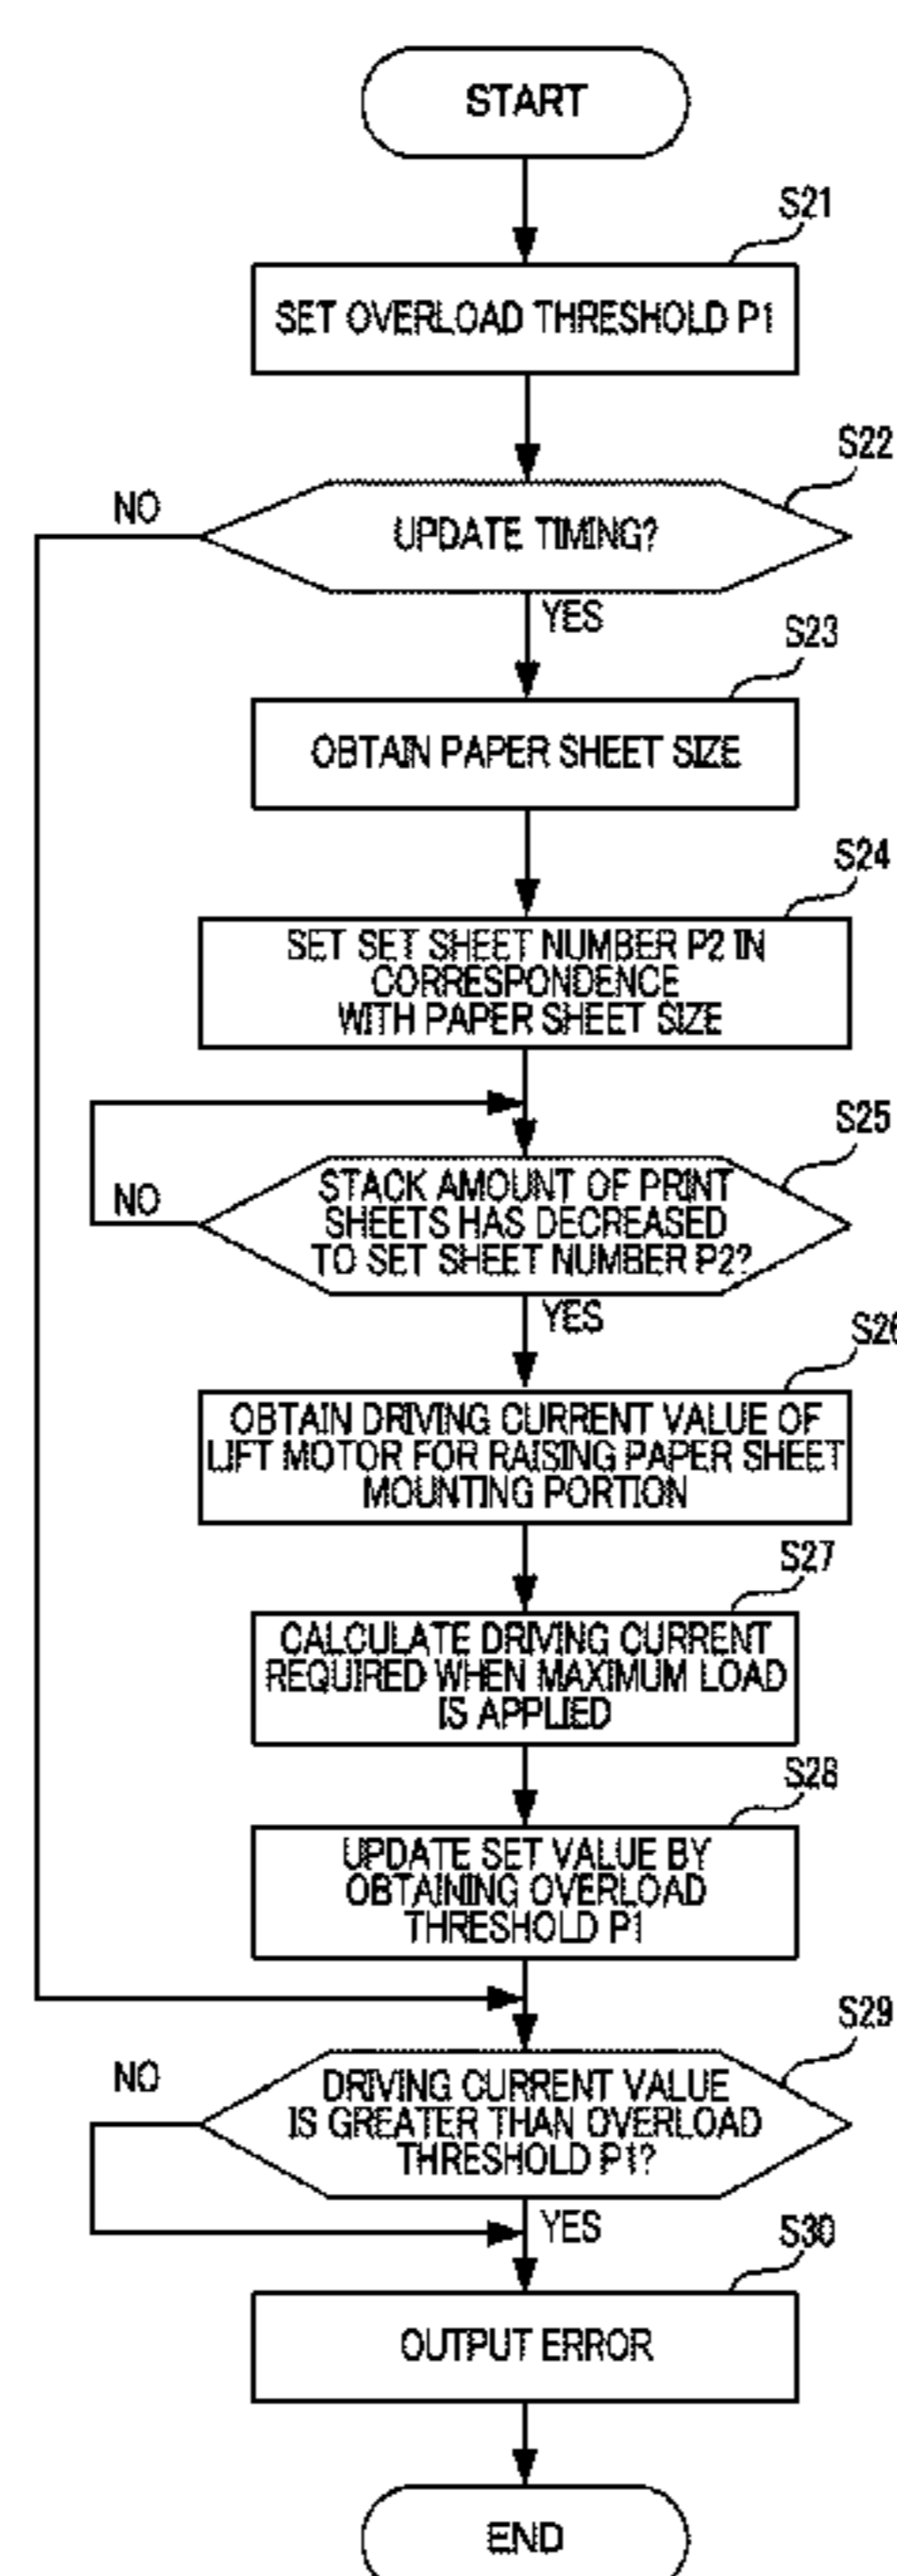 START
S21
SET OVERLOAD THRESHOLD P1
S22
NO
UPDATE TIMING?
YES
S23
OBTAIN PAPER SHEET SIZE
S24
SET SET SHEET NUMBER P2 IN
CORRESPONDENCE
WITH PAPER SHEET SIZE
S25
NO
STACK AMOUNT OF PRINT
SHEETS HAS DECREASED
TO SET SHEET NUMBER P2?
YES
S26
OBTAIN DRIVING CURRENT VALUE OF
LIFT MOTOR FOR RAISING PAPER SHEET
MOUNTING PORTION
S27
CALCULATE DRIVING CURRENT
REQUIRED WHEN MAXIMUM LOAD
IS APPLIED
S28
UPDATE SET VALUE BY
OBTAINING OVERLOAD
THRESHOLD P1
S29
NO
DRIVING CURRENT VALUE
IS GREATER THAN OVERLOAD
THRESHOLD P1?
YES
S30
OUTPUT ERROR
END